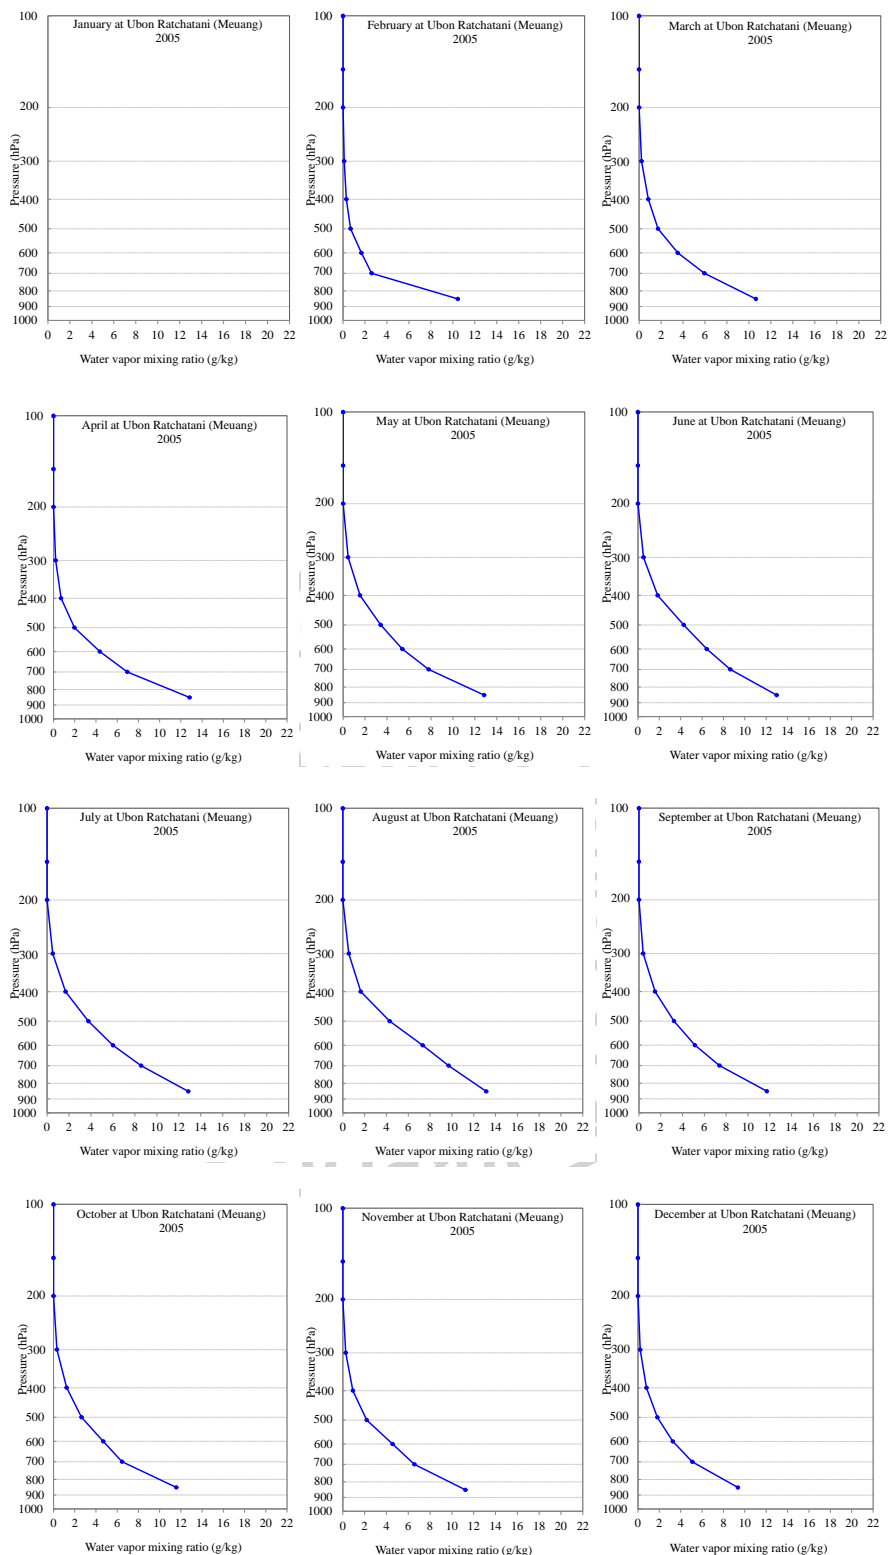 January at Ubon Ratchatani (Meuang)
2005
100
200
300
400
500
600
700
800
900
1000
Pressure (hPa)
0 2 4 6 8 10 12 14 16 18 20 22
Water vapor mixing ratio (g/kg)
February at Ubon Ratchatani (Meuang)
2005
100
200
300
400
500
600
700
800
900
1000
Pressure (hPa)
0 2 4 6 8 10 12 14 16 18 20 22
Water vapor mixing ratio (g/kg)
March at Ubon Ratchatani (Meuang)
2005
100
200
300
400
500
600
700
800
900
1000
Pressure (hPa)
0 2 4 6 8 10 12 14 16 18 20 22
Water vapor mixing ratio (g/kg)
April at Ubon Ratchatani (Meuang)
2005
100
200
300
400
500
600
700
800
900
1000
Pressure (hPa)
0 2 4 6 8 10 12 14 16 18 20 22
Water vapor mixing ratio (g/kg)
May at Ubon Ratchatani (Meuang)
2005
100
200
300
400
500
600
700
800
900
1000
Pressure (hPa)
0 2 4 6 8 10 12 14 16 18 20 22
Water vapor mixing ratio (g/kg)
June at Ubon Ratchatani (Meuang)
2005
100
200
300
400
500
600
700
800
900
1000
Pressure (hPa)
0 2 4 6 8 10 12 14 16 18 20 22
Water vapor mixing ratio (g/kg)
July at Ubon Ratchatani (Meuang)
2005
100
200
300
400
500
600
700
800
900
1000
Pressure (hPa)
0 2 4 6 8 10 12 14 16 18 20 22
Water vapor mixing ratio (g/kg)
August at Ubon Ratchatani (Meuang)
2005
100
200
300
400
500
600
700
800
900
1000
Pressure (hPa)
0 2 4 6 8 10 12 14 16 18 20 22
Water vapor mixing ratio (g/kg)
September at Ubon Ratchatani (Meuang)
2005
100
200
300
400
500
600
700
800
900
1000
Pressure (hPa)
0 2 4 6 8 10 12 14 16 18 20 22
Water vapor mixing ratio (g/kg)
October at Ubon Ratchatani (Meuang)
2005
100
200
300
400
500
600
700
800
900
1000
Pressure (hPa)
0 2 4 6 8 10 12 14 16 18 20 22
Water vapor mixing ratio (g/kg)
November at Ubon Ratchatani (Meuang)
2005
100
200
300
400
500
600
700
800
900
1000
Pressure (hPa)
0 2 4 6 8 10 12 14 16 18 20 22
Water vapor mixing ratio (g/kg)
December at Ubon Ratchatani (Meuang)
2005
100
200
300
400
500
600
700
800
900
1000
Pressure (hPa)
0 2 4 6 8 10 12 14 16 18 20 22
Water vapor mixing ratio (g/kg)